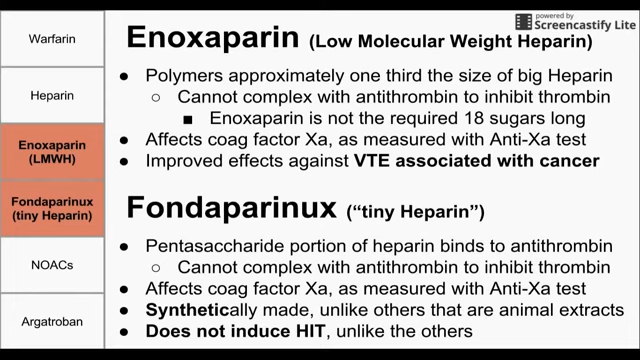 powered by
Screencastify Lite
Warfarin
Heparin
Enoxaparin
(LMWH)
Fondaparinux
(tiny Heparin)
NOACs
Argatroban
Enoxaparin (Low Molecular Weight Heparin)
● Polymers approximately one third the size of big Heparin
○ Cannot complex with antithrombin to inhibit thrombin
■ Enoxaparin is not the required 18 sugars long
● Affects coag factor Xa, as measured with Anti-Xa test
● Improved effects against VTE associated with cancer
Fondaparinux (“tiny Heparin”)
● Pentasaccharide portion of heparin binds to antithrombin
○ Cannot complex with antithrombin to inhibit thrombin
● Affects coag factor Xa, as measured with Anti-Xa test
● Synthetically made, unlike others that are animal extracts
● Does not induce HIT, unlike the others